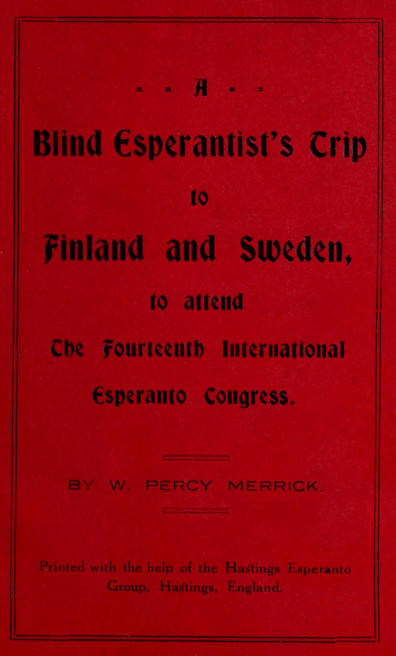 A
Blind Esperantist's Trip
to
Finland and Sweden,
to attend
The Fourteenth International
Esperanto Congress.
BY W. PERCY MERRICK.
Printed with the help of the Hastings Esperanto
Group, Hastings, England.